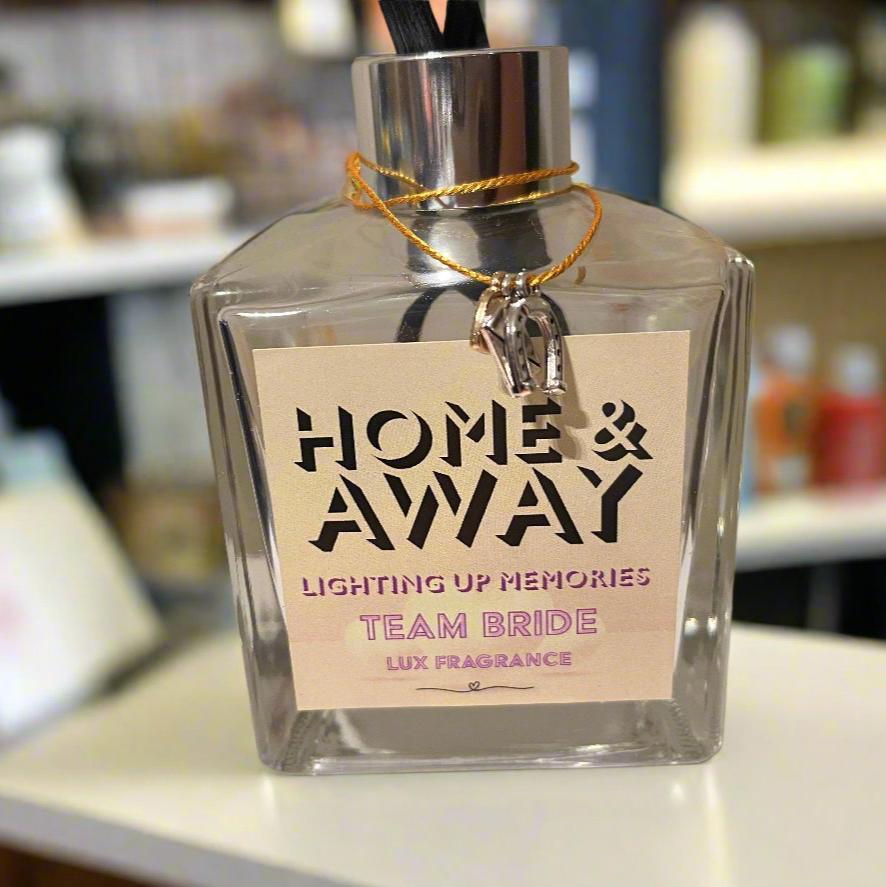 HOME &
AWAY
LIGHTING UP MEMORIES
TEAM BRIDE
LUX FRAGRANCE